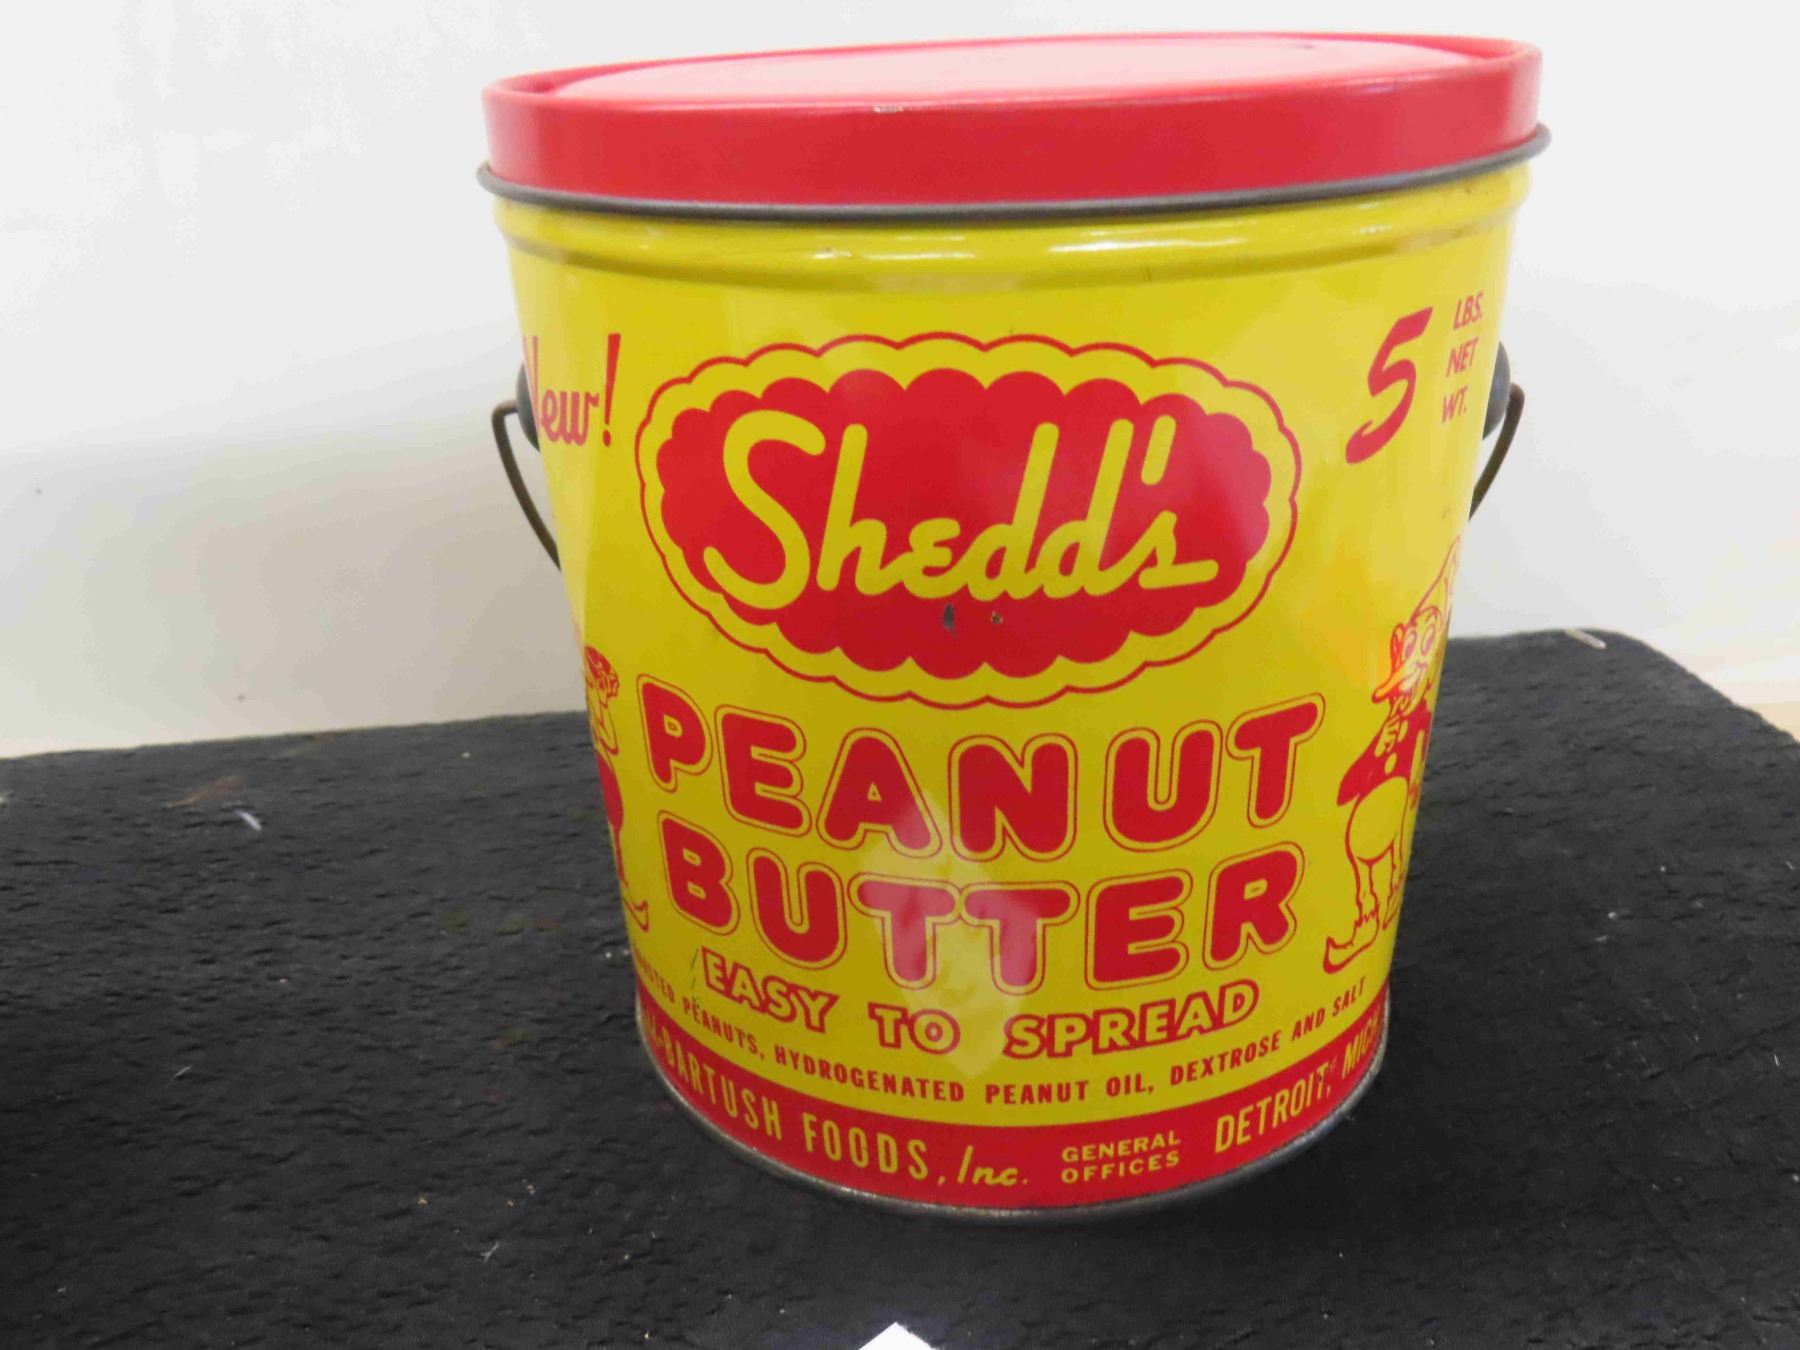 New!
Shedd's
5
LBS.
NET
WT.
PEANUT
BUTTER
EASY TO SPREAD
PEANUTS, HYDROGENATED PEANUT OIL, DEXTROSE AND SALT
BARTUSH FOODS, Inc. GENERAL OFFICES DETROIT, MICH